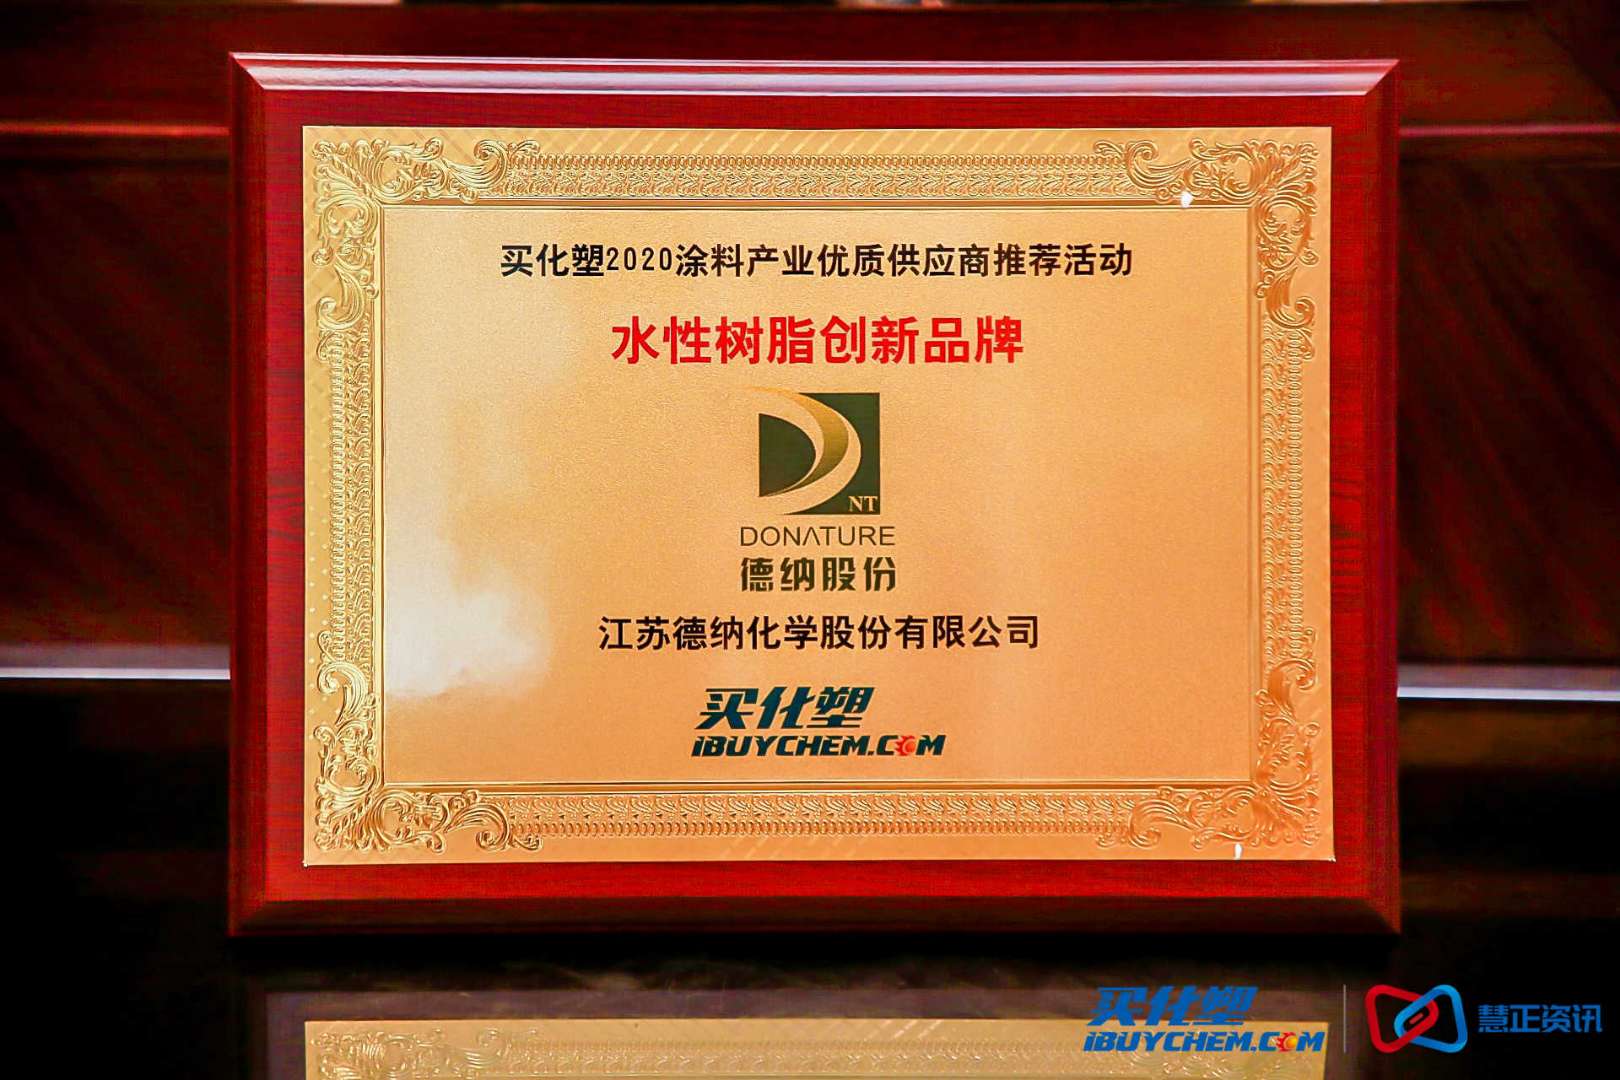 买化塑2020涂料产业优质供应商推荐活动
水性树脂创新品牌
NT
DONATURE
德纳股份
江苏德纳化学股份有限公司
买化塑
iBUYCHEM.COM
买化塑
iBUYCHEM.COM
慧正资讯